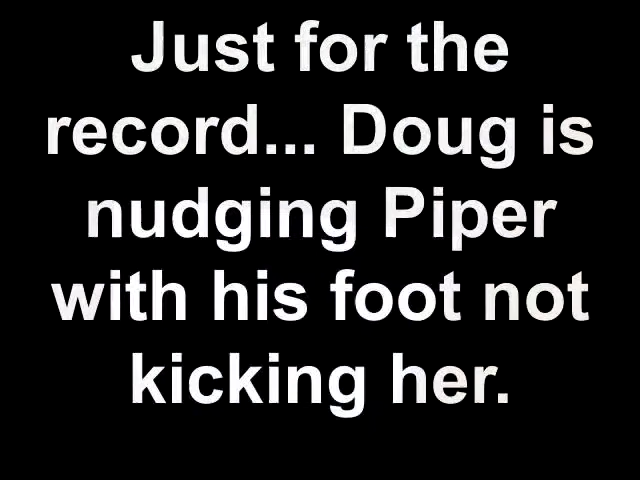 Just for the
record... Doug is
nudging Piper
with his foot not
kicking her.